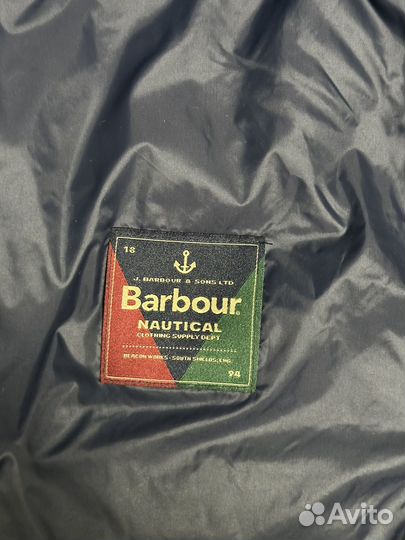 18
J. BARBOUR & SONS LTD
Barbour®
NAUTICAL
CLOTHING SUPPLY DEPT
BEACON WORKS · SOUTH SHIELDS, ENG
94
Avito